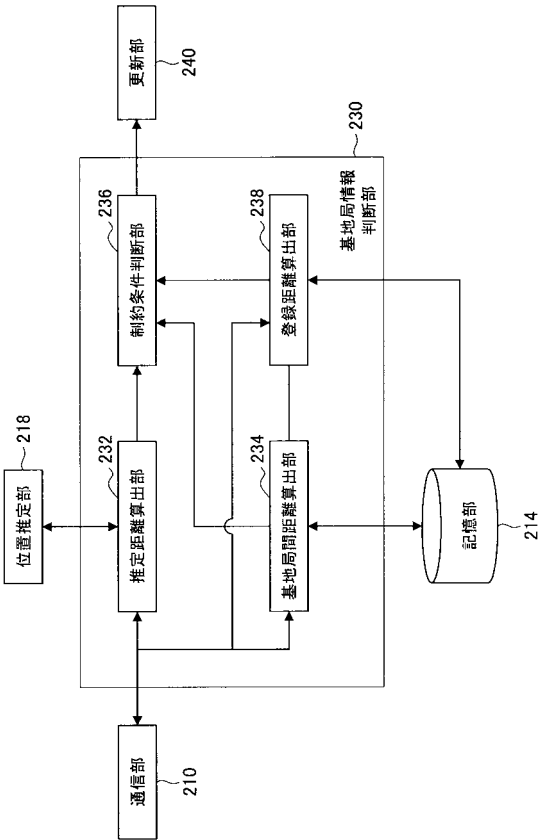 通信部
210
位置推定部
218
推定距離算出部
232
制約条件判断部
236
更新部
240
基地局間距離算出部
234
登録距離算出部
238
基地局情報
判断部
230
記憶部
214